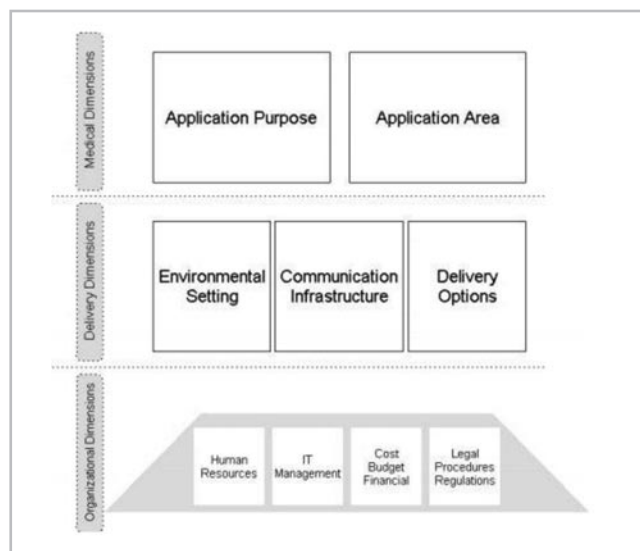 Medical Dimensions
Application Purpose
Application Area
Delivery Dimensions
Environmental
Setting
Communication
Infrastructure
Delivery
Options
Organizational Dimensions
Human
Resources
IT
Management
Cost
Budget
Financial
Legal
Procedures
Regulations